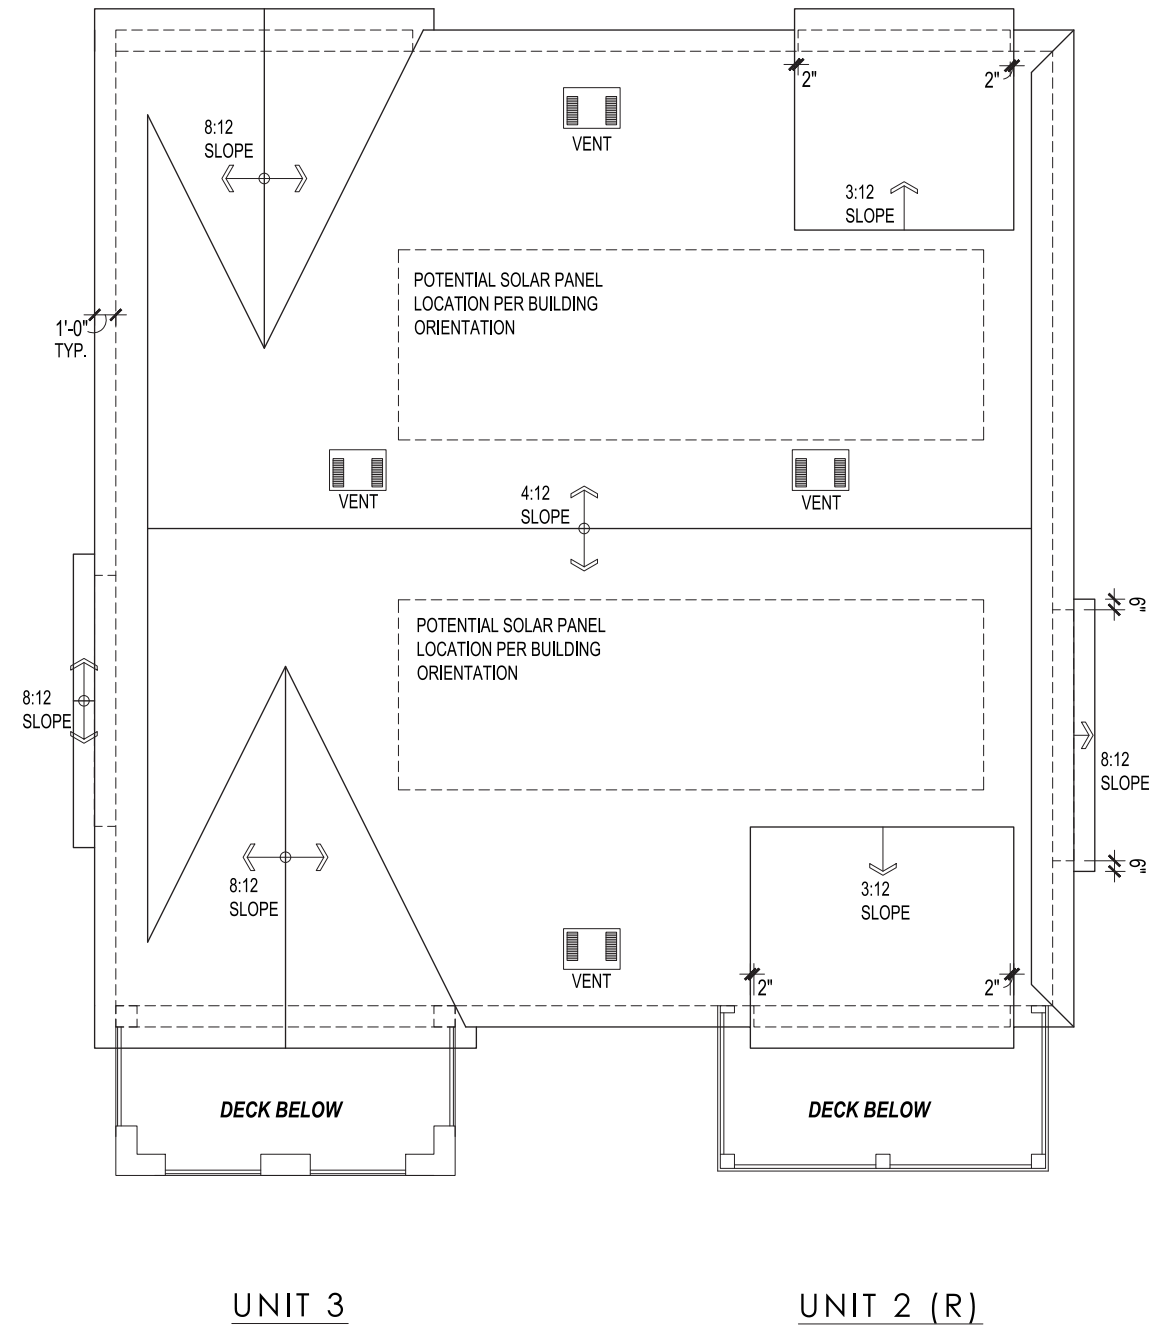 2"
2"
8:12
SLOPE
VENT
3:12
SLOPE
POTENTIAL SOLAR PANEL
LOCATION PER BUILDING
ORIENTATION
1'-0"
TYP.
VENT
4:12
SLOPE
VENT
6"
POTENTIAL SOLAR PANEL
LOCATION PER BUILDING
ORIENTATION
8:12
SLOPE
8:12
SLOPE
6"
8:12
SLOPE
3:12
SLOPE
VENT
2"
2"
DECK BELOW
DECK BELOW
UNIT 3
UNIT 2 (R)